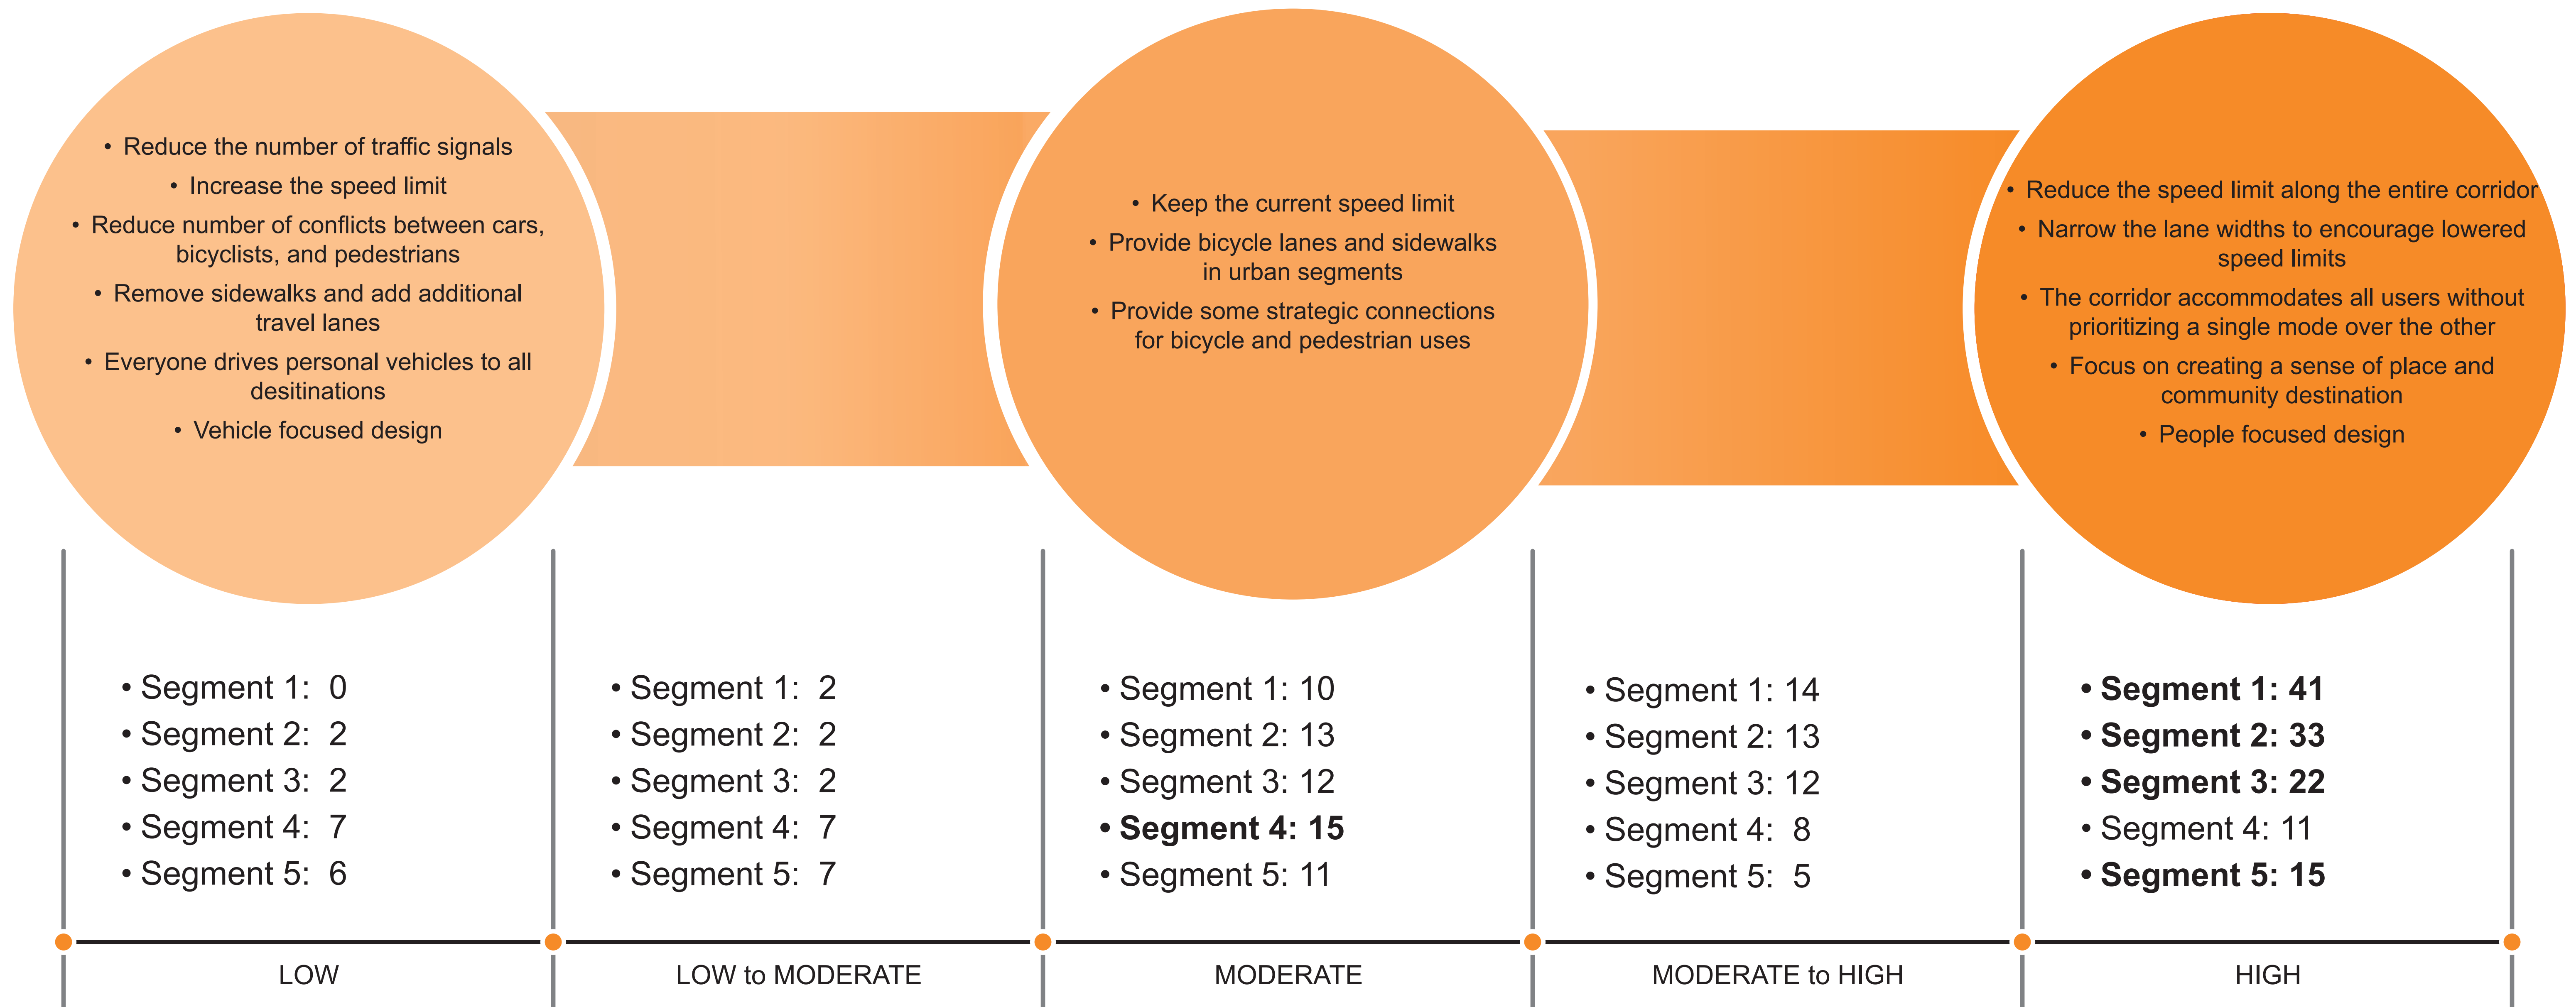 • Reduce the number of traffic signals
• Increase the speed limit
• Reduce number of conflicts between cars,
bicyclists, and pedestrians
• Remove sidewalks and add additional
travel lanes
• Everyone drives personal vehicles to all
desitinations
• Vehicle focused design
• Keep the current speed limit
• Provide bicycle lanes and sidewalks
in urban segments
• Provide some strategic connections
for bicycle and pedestrian uses
• Reduce the speed limit along the entire corridor
• Narrow the lane widths to encourage lowered
speed limits
• The corridor accommodates all users without
prioritizing a single mode over the other
• Focus on creating a sense of place and
community destination
• People focused design
• Segment 1: 0
• Segment 2: 2
• Segment 3: 2
• Segment 4: 7
• Segment 5: 6
• Segment 1: 2
• Segment 2: 2
• Segment 3: 2
• Segment 4: 7
• Segment 5: 7
• Segment 1: 10
• Segment 2: 13
• Segment 3: 12
• Segment 4: 15
• Segment 5: 11
• Segment 1: 14
• Segment 2: 13
• Segment 3: 12
• Segment 4: 8
• Segment 5: 5
• Segment 1: 41
• Segment 2: 33
• Segment 3: 22
• Segment 4: 11
• Segment 5: 15
LOW
LOW to MODERATE
MODERATE
MODERATE to HIGH
HIGH